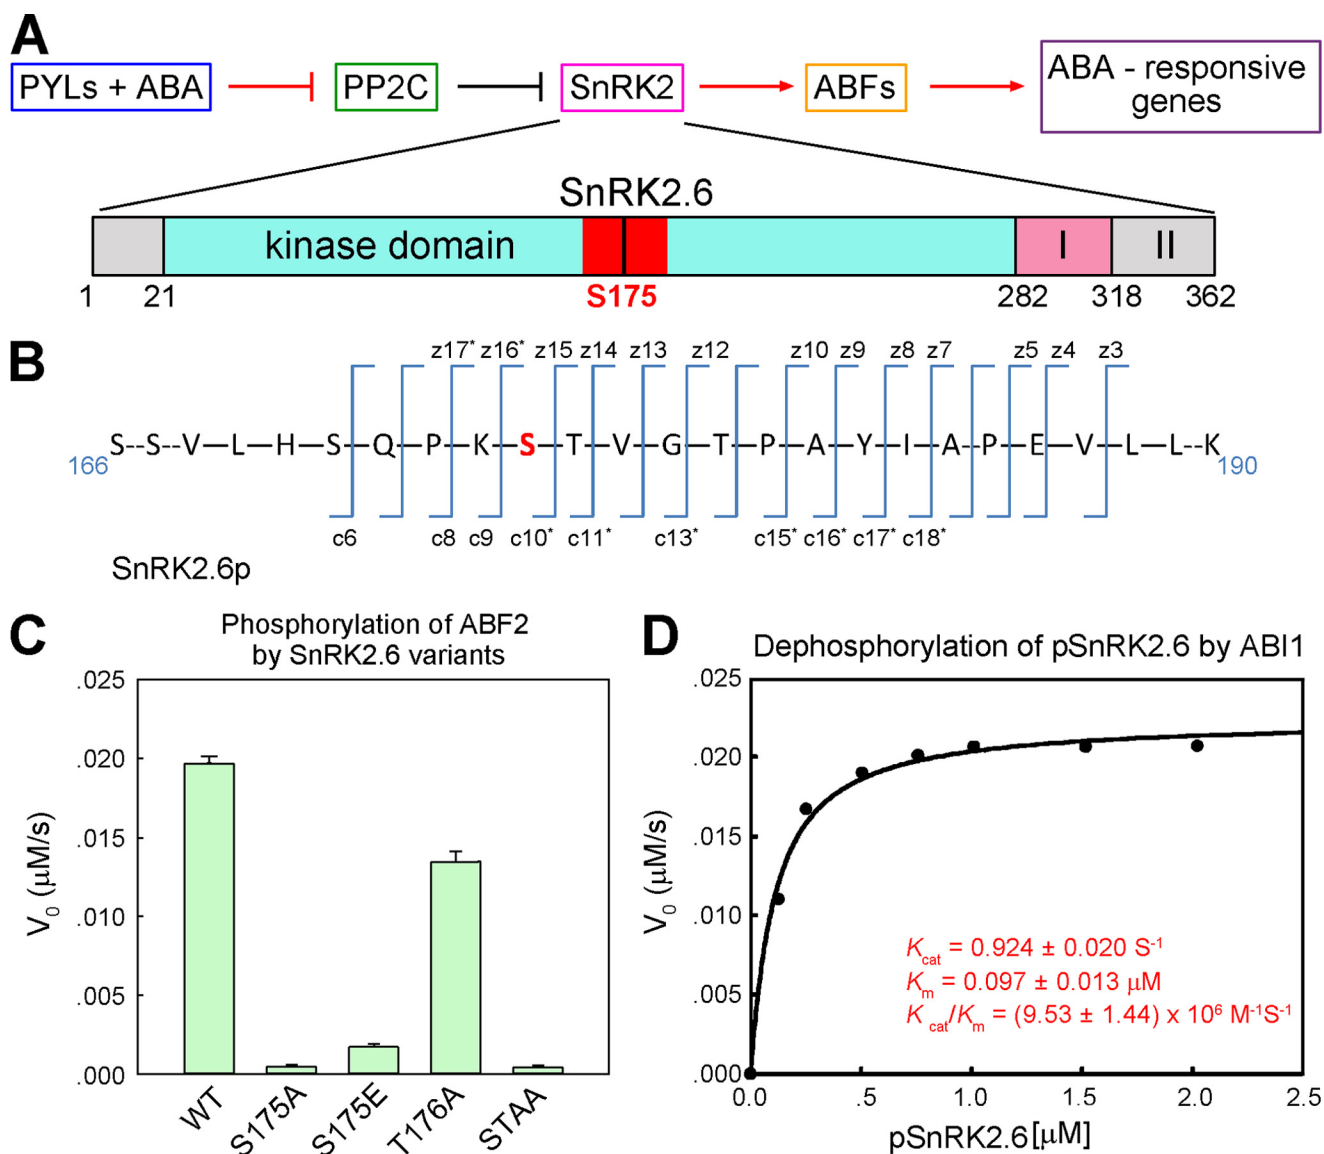 A
PYLs + ABA
PP2C
SnRK2
ABFs
ABA - responsive
genes
SnRK2.6
kinase domain
I
II
1
21
S175
282
318
362
B
z17* z16* z15 z14 z13 z12 z10 z9 z8 z7 z5 z4 z3
S--S--V—L—H—S—Q—P—K—S—T—V—G—T—P—A—Y—I—A—P—E—V—L—L--K
166
190
c6 c8 c9 c10* c11* c13* c15* c16* c17* c18*
SnRK2.6p
C
Phosphorylation of ABF2
by SnRK2.6 variants
V0 (µM/s)
.025
.020
.015
.010
.005
.000
WT
S175A
S175E
T176A
STAA
D
Dephosphorylation of pSnRK2.6 by ABI1
V0 (µM/s)
.025
.020
.015
.010
.005
.000
Kcat = 0.924 ± 0.020 S-1
Km = 0.097 ± 0.013 µM
Kcat/Km = (9.53 ± 1.44) x 10⁶ M-1S-1
0.0 .5 1.0 1.5 2.0 2.5
pSnRK2.6[µM]